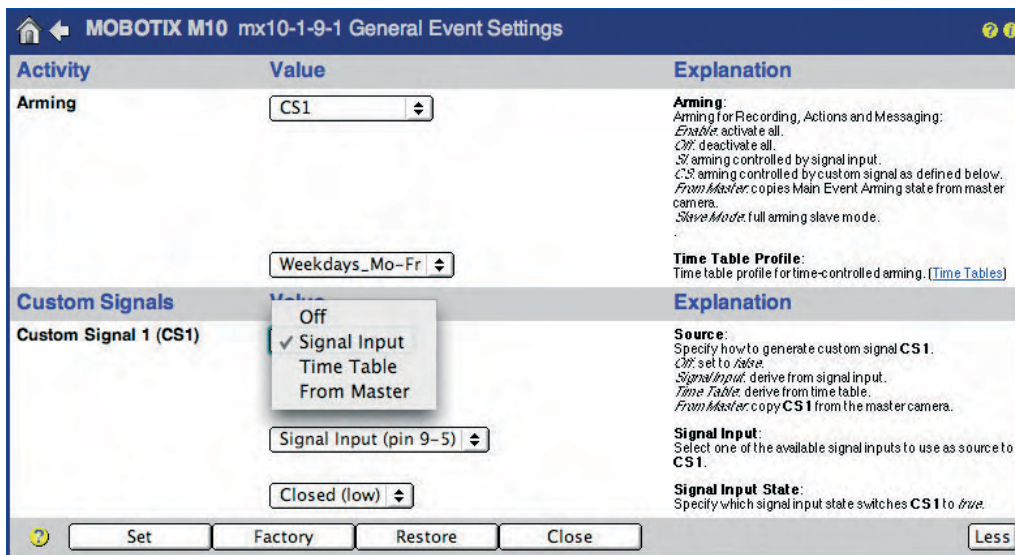 MOBOTIX M10 mx10-1-9-1 General Event Settings
Activity Value Explanation
Arming
CS1
Arming:
Arming for Recording, Actions and Messaging:
Enable: activate all.
Off: deactivate all.
SI: arming controlled by signal input.
CS: arming controlled by custom signal as defined below.
From Master: copies Main Event Arming state from master
camera.
Slave Mode: full arming slave mode.
.
Weekdays_Mo-Fr
Time Table Profile:
Time table profile for time-controlled arming. (Time Tables)
Custom Signals Value Explanation
Custom Signal 1 (CS1)
Off
✓ Signal Input
Time Table
From Master
Source:
Specify how to generate custom signal CS1.
Off: set to false.
Signal Input: derive from signal input.
Time Table: derive from time table.
From Master: copy CS1 from the master camera.
Signal Input (pin 9-5)
Signal Input:
Select one of the available signal inputs to use as source to
CS1.
Closed (low)
Signal Input State:
Specify which signal input state switches CS1 to true.
? Set Factory Restore Close Less